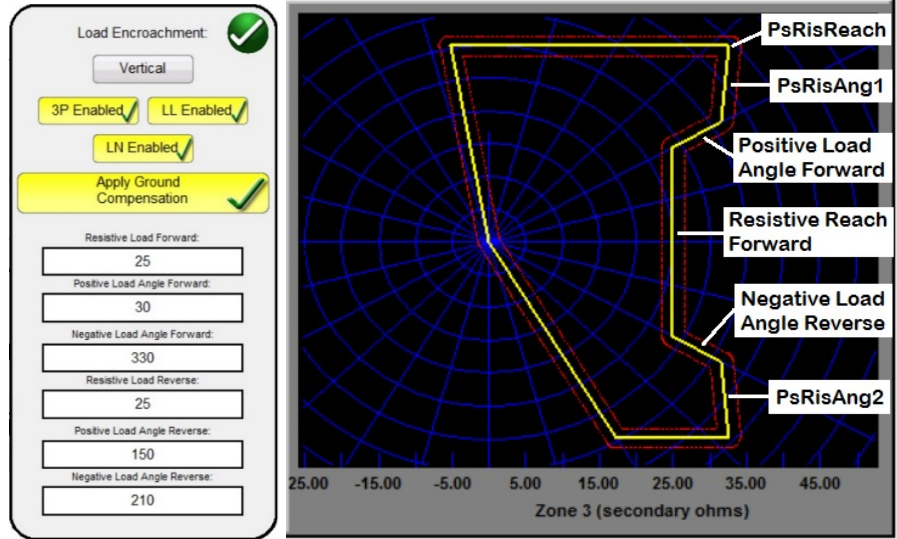 Load Encroachment:
Vertical
3P Enabled
LL Enabled
LN Enabled
Apply Ground
Compensation
Resistive Load Forward:
25
Positive Load Angle Forward:
30
Negative Load Angle Forward:
330
Resistive Load Reverse:
25
Positive Load Angle Reverse:
150
Negative Load Angle Reverse:
210
PsRisReach
PsRisAng1
Positive Load
Angle Forward
Resistive Reach
Forward
Negative Load
Angle Reverse
PsRisAng2
25.00 -15.00 -5.00 5.00 15.00 25.00 35.00 45.00
Zone 3 (secondary ohms)